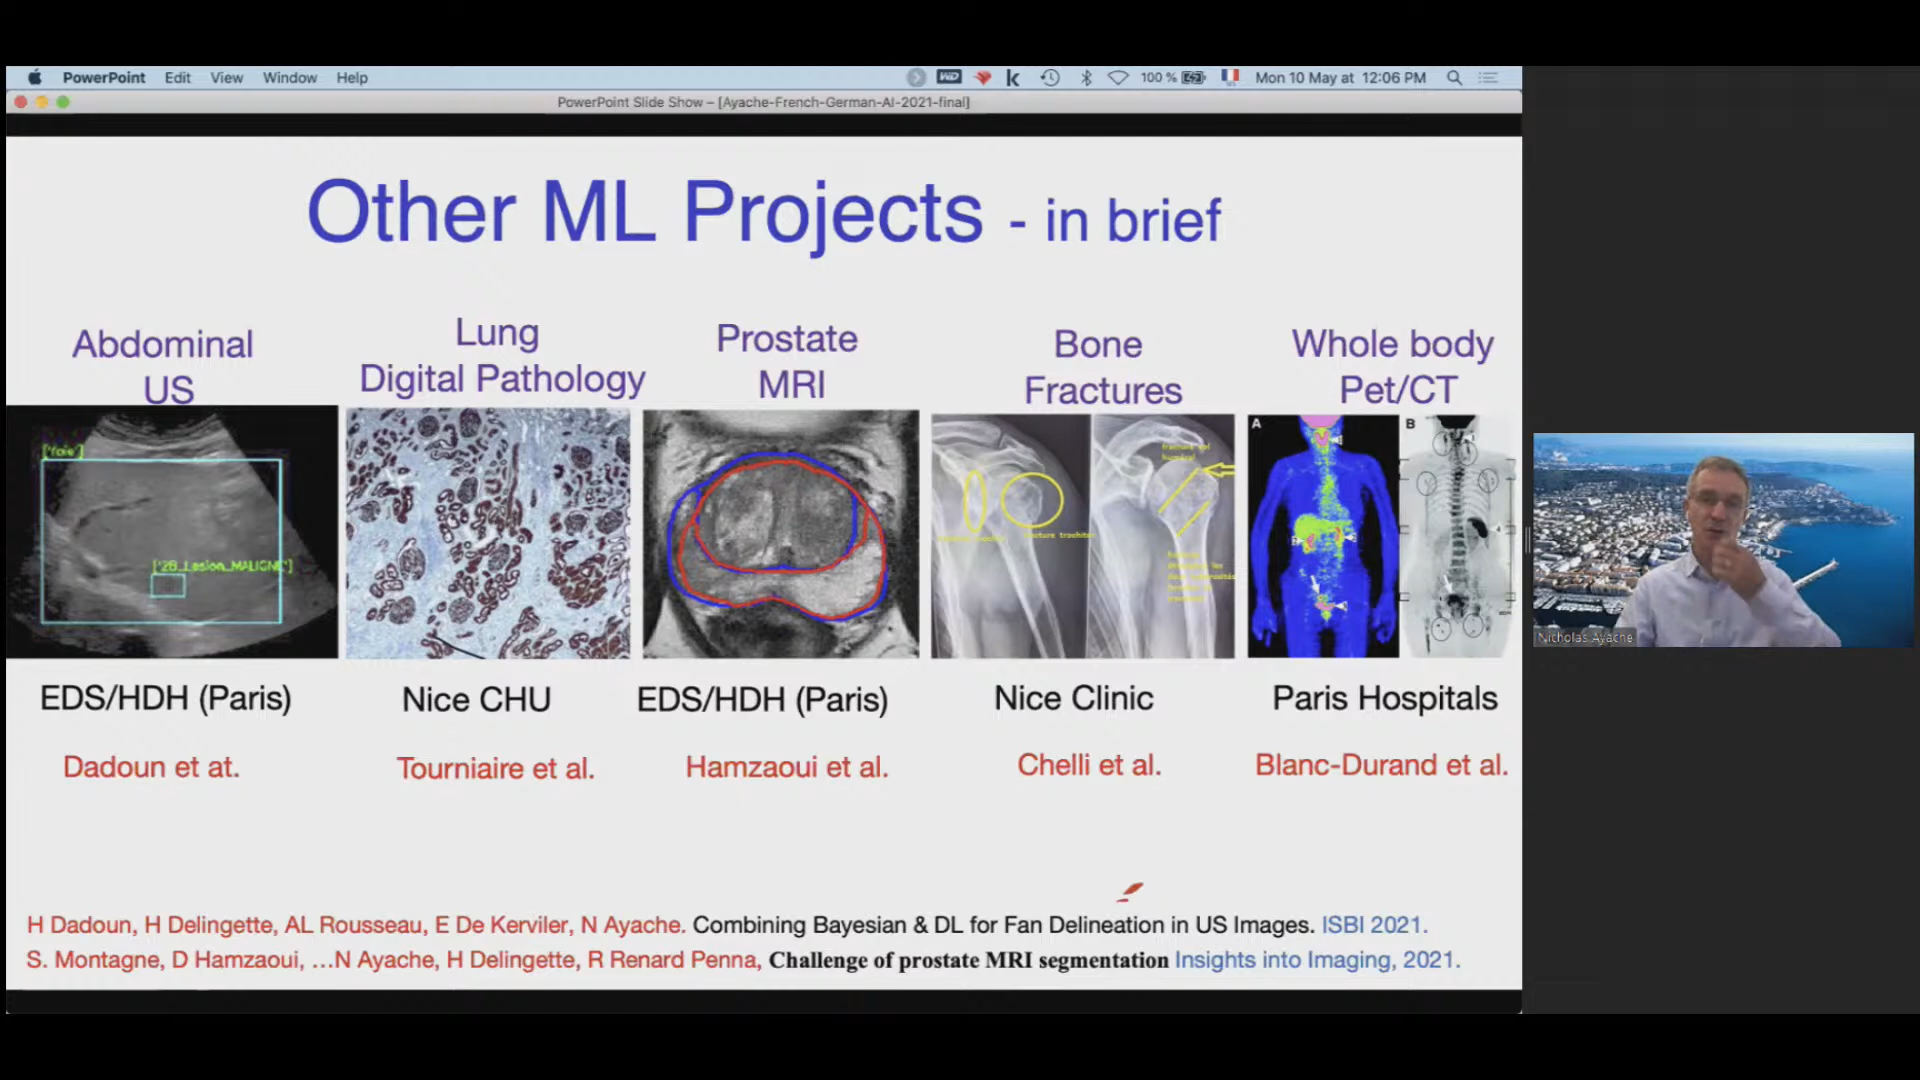 PowerPoint Edit View Window Help
100 % Mon 10 May at 12:06 PM
PowerPoint Slide Show – [Ayache-French-German-AI-2021-final]
Other ML Projects - in brief
Abdominal
US
Lung
Digital Pathology
Prostate
MRI
Bone
Fractures
Whole body
Pet/CT
['foie']
fracture
A
B
fracture trochiter
Nicholas Ayache
EDS/HDH (Paris)
Nice CHU
EDS/HDH (Paris)
Nice Clinic
Paris Hospitals
Dadoun et at.
Tourniaire et al.
Hamzaoui et al.
Chelli et al.
Blanc-Durand et al.
H Dadoun, H Delingette, AL Rousseau, E De Kerviler, N Ayache. Combining Bayesian & DL for Fan Delineation in US Images. ISBI 2021.
S. Montagne, D Hamzaoui, ...N Ayache, H Delingette, R Renard Penna, Challenge of prostate MRI segmentation Insights into Imaging, 2021.